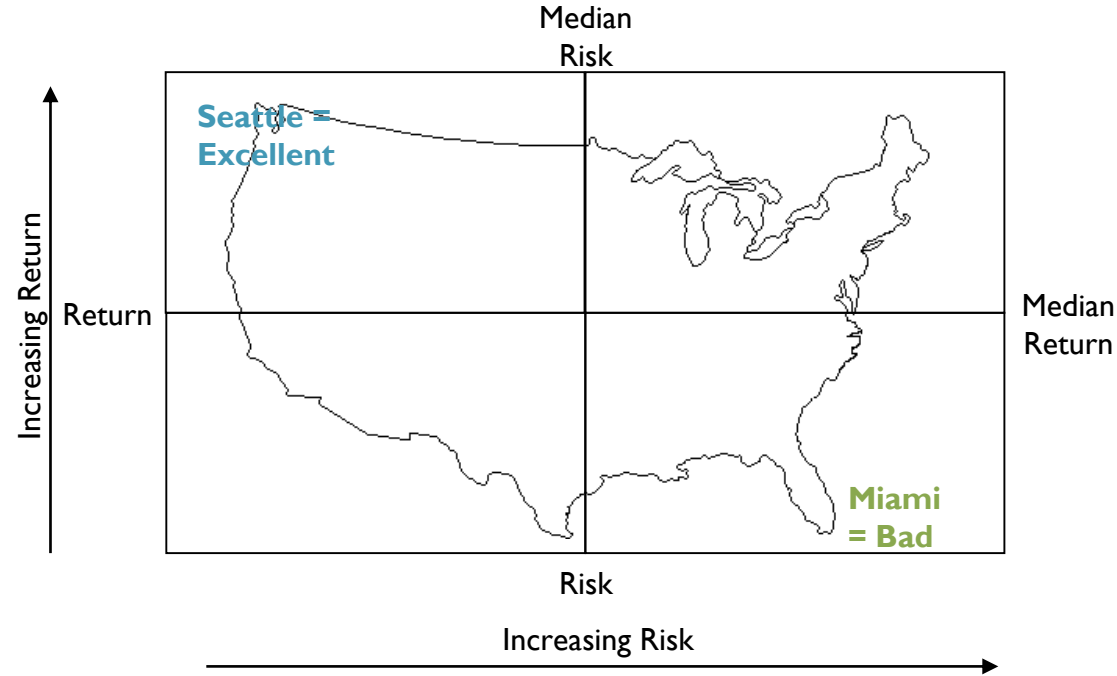 Median
Risk
Seattle =
Excellent
Increasing Return
Return
Median
Return
Miami
= Bad
Risk
Increasing Risk